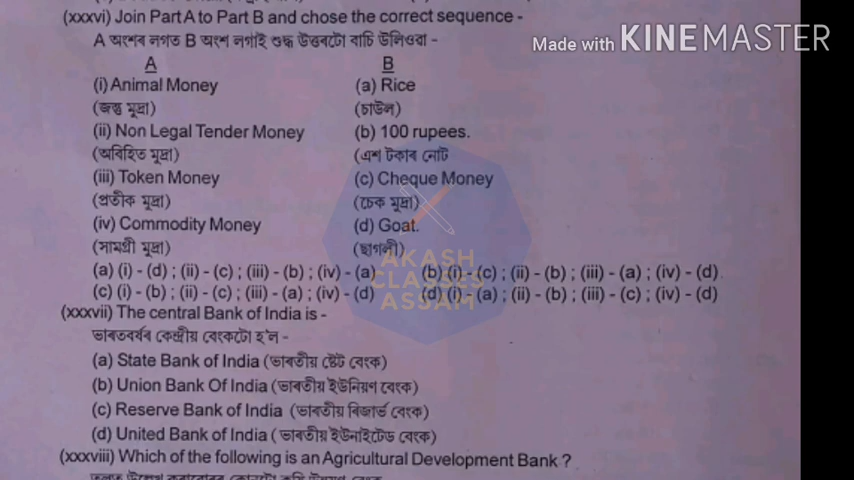 (xxxvi) Join Part A to Part B and chose the correct sequence -
Made with KINEMASTER
A অংশৰ লগত B অংশ লগাই শুদ্ধ উত্তৰটো বাচি উলিওৱা -
A B
(i) Animal Money (a) Rice
(জন্তু মূদ্ৰা) (চাউল)
(ii) Non Legal Tender Money (b) 100 rupees.
(অবিহিত মূদ্ৰা) (এশ টকাৰ নোট
(iii) Token Money (c) Cheque Money
(প্ৰতীক মূদ্ৰা) (চেক মূদ্ৰা)
(iv) Commodity Money (d) Goat.
(সামগ্ৰী মূদ্ৰা) (ছাগলী)
AKASH CLASSES ASSAM
(a) (i) - (d) ; (ii) - (c) ; (iii) - (b) ; (iv) - (a) (b) (i) - (c) ; (ii) - (b) ; (iii) - (a) ; (iv) - (d)
(c) (i) - (b) ; (ii) - (c) ; (iii) - (a) ; (iv) - (d) (d) (i) - (a) ; (ii) - (b) ; (iii) - (c) ; (iv) - (d)
(xxxvii) The central Bank of India is -
ভাৰতবৰ্ষৰ কেন্দ্ৰীয় বেংকটো হ'ল -
(a) State Bank of India (ভাৰতীয় ষ্টেট বেংক)
(b) Union Bank Of India (ভাৰতীয় ইউনিয়ণ বেংক)
(c) Reserve Bank of India (ভাৰতীয় ৰিজাৰ্ভ বেংক)
(d) United Bank of India (ভাৰতীয় ইউনাইটেড বেংক)
(xxxviii) Which of the following is an Agricultural Development Bank ?